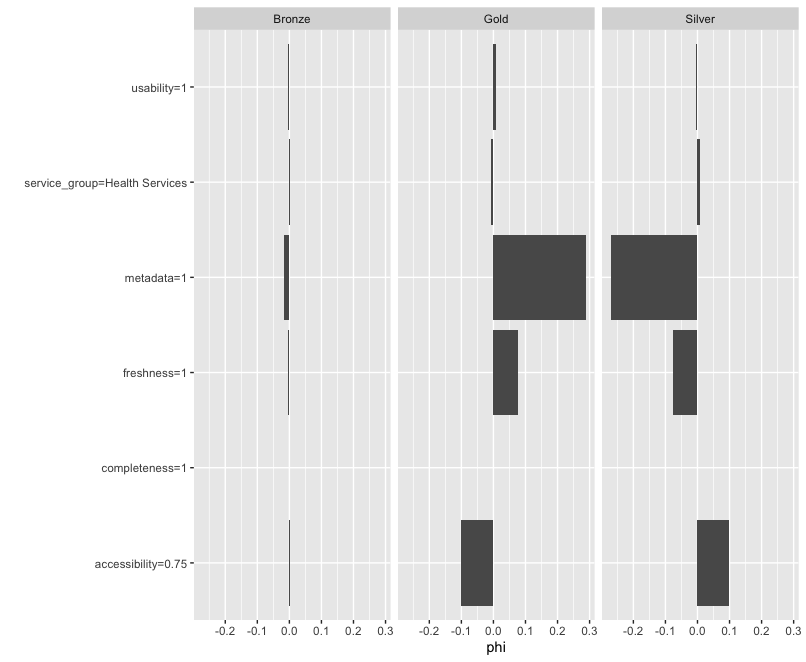 Bronze Gold Silver
usability=1
service_group=Health Services
metadata=1
freshness=1
completeness=1
accessibility=0.75
-0.2 -0.1 0.0 0.1 0.2 0.3 -0.2 -0.1 0.0 0.1 0.2 0.3 -0.2 -0.1 0.0 0.1 0.2 0.3
phi